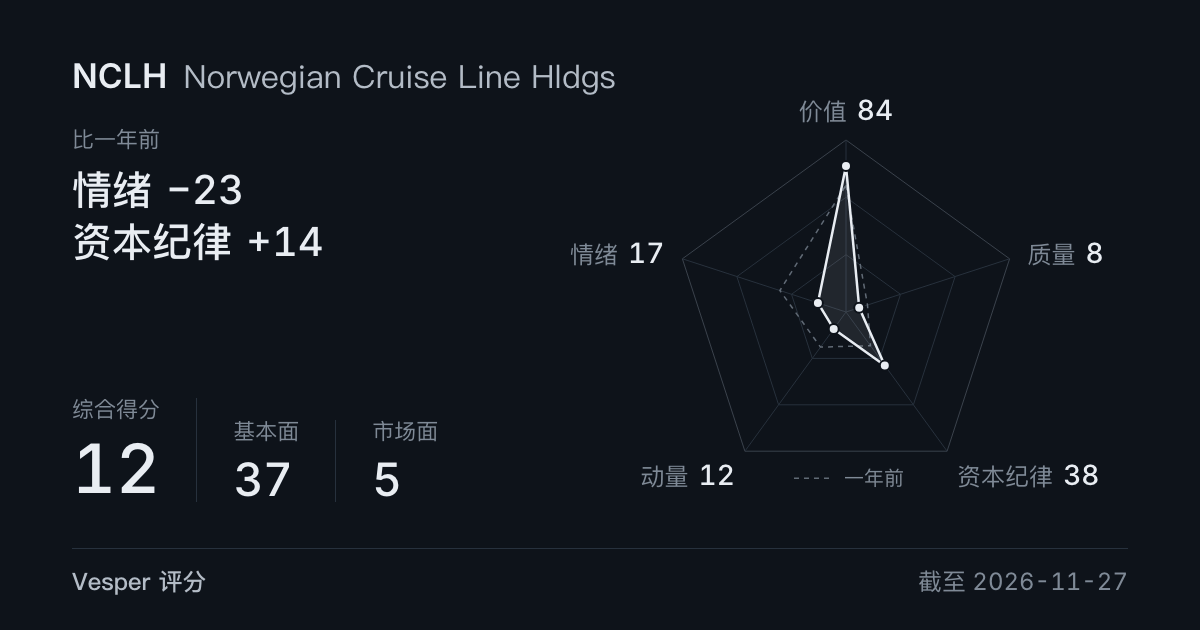 NCLH Norwegian Cruise Line Hldgs
比一年前
情绪 −23
资本纪律 +14
价值 84
情绪 17
质量 8
动量 12
---- 一年前
资本纪律 38
综合得分
12
基本面
37
市场面
5
Vesper 评分
截至 2026-11-27